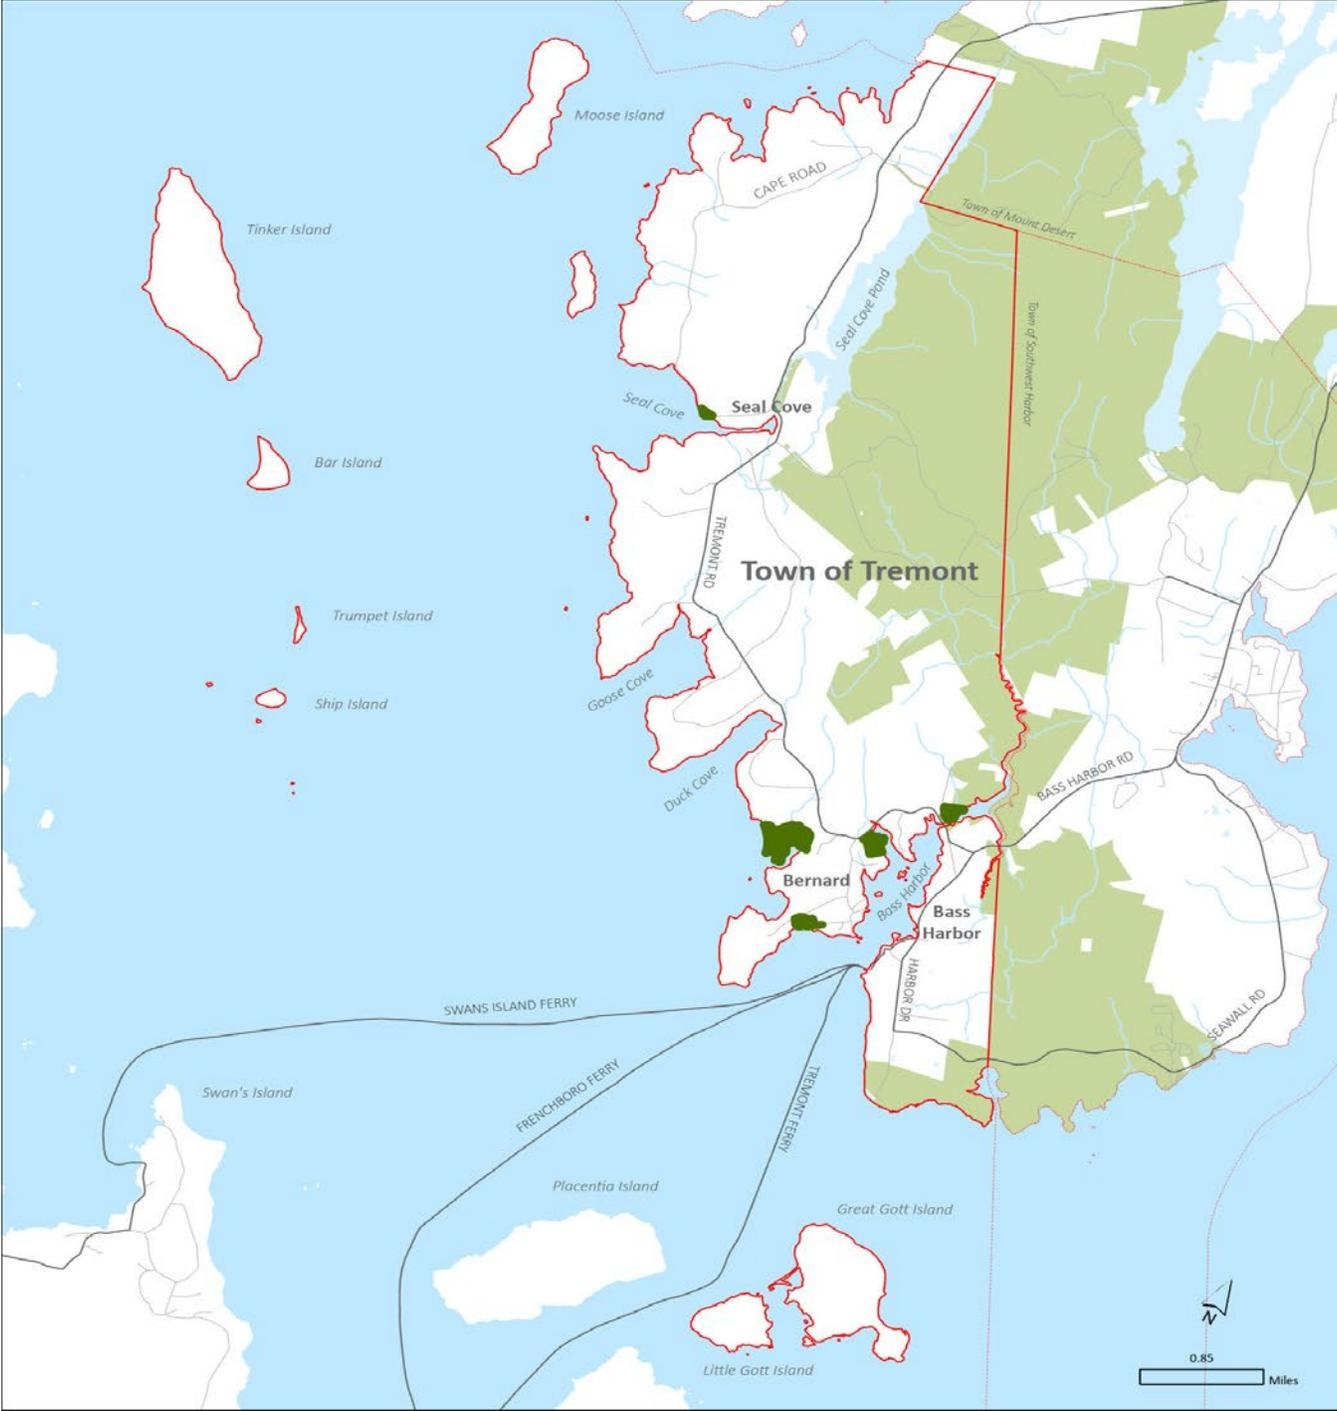 Moose Island
CAPE ROAD
Town of Mount Desert
Tinker Island
Seal Cove Pond
Town of Southwest Harbor
Seal Cove
Seal Cove
Bar Island
TREMONT RD
Town of Tremont
Trumpet Island
Goose Cove
Ship Island
Duck Cove
BASS HARBOR RD
Bernard
Bass Harbor
Bass
Harbor
HARBOR DR
SWANS ISLAND FERRY
SEAWALL RD
Swan's Island
FRENCHBORO FERRY
TREMONT FERRY
Placentia Island
Great Gott Island
Little Gott Island
N
0.85
Miles